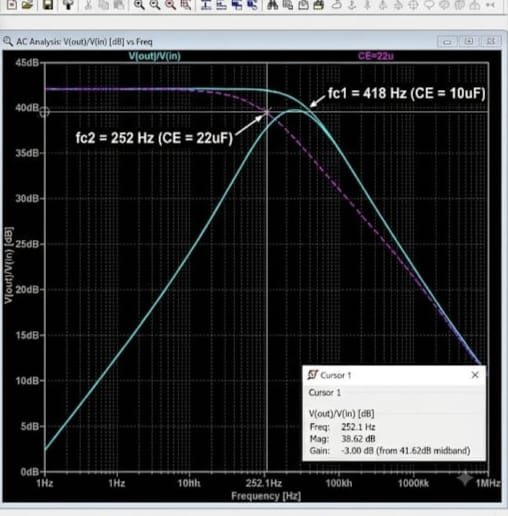 AC Analysis: V(out)/V(in) [dB] vs Freq
V(out)/V(in)
CE=22u
45dB
40dB
35dB
30dB
25dB
20dB
15dB
10dB
5dB
0dB
V(out)/V(in) [dB]
fc1 = 418 Hz (CE = 10uF)
fc2 = 252 Hz (CE = 22uF)
Cursor 1
Cursor 1
V(out)/V(in) [dB]
Freq: 252.1 Hz
Mag: 38.62 dB
Gain: -3.00 dB (from 41.62dB midband)
1Hz 1Hz 10tth 252.1Hz 100kh 1000Kk 1MHz
Frequency [Hz]